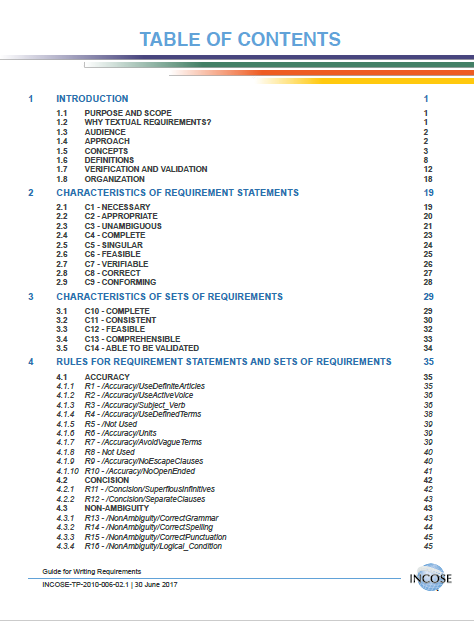 TABLE OF CONTENTS
1 INTRODUCTION 1
1.1 PURPOSE AND SCOPE 1
1.2 WHY TEXTUAL REQUIREMENTS? 1
1.3 AUDIENCE 2
1.4 APPROACH 2
1.5 CONCEPTS 3
1.6 DEFINITIONS 8
1.7 VERIFICATION AND VALIDATION 12
1.8 ORGANIZATION 18
2 CHARACTERISTICS OF REQUIREMENT STATEMENTS 19
2.1 C1 - NECESSARY 19
2.2 C2 - APPROPRIATE 20
2.3 C3 - UNAMBIGUOUS 21
2.4 C4 - COMPLETE 23
2.5 C5 - SINGULAR 24
2.6 C6 - FEASIBLE 25
2.7 C7 - VERIFIABLE 26
2.8 C8 - CORRECT 27
2.9 C9 - CONFORMING 28
3 CHARACTERISTICS OF SETS OF REQUIREMENTS 29
3.1 C10 - COMPLETE 29
3.2 C11 - CONSISTENT 30
3.3 C12 - FEASIBLE 32
3.4 C13 - COMPREHENSIBLE 33
3.5 C14 - ABLE TO BE VALIDATED 34
4 RULES FOR REQUIREMENT STATEMENTS AND SETS OF REQUIREMENTS 35
4.1 ACCURACY 35
4.1.1 R1 - /Accuracy/UseDefiniteArticles 35
4.1.2 R2 - /Accuracy/UseActiveVoice 36
4.1.3 R3 - /Accuracy/Subject_Verb 36
4.1.4 R4 - /Accuracy/UseDefinedTerms 38
4.1.5 R5 - /Not Used 39
4.1.6 R6 - /Accuracy/Units 39
4.1.7 R7 - /Accuracy/AvoidVagueTerms 39
4.1.8 R8 - Not Used 40
4.1.9 R9 - /Accuracy/NoEscapeClauses 40
4.1.10 R10 - /Accuracy/NoOpenEnded 41
4.2 CONCISION 42
4.2.1 R11 - /Concision/SuperflousInfinitives 42
4.2.2 R12 - /Concision/SeparateClauses 43
4.3 NON-AMBIGUITY 43
4.3.1 R13 - /NonAmbiguity/CorrectGrammar 43
4.3.2 R14 - /NonAmbiguity/CorrectSpelling 44
4.3.3 R15 - /NonAmbiguity/CorrectPunctuation 45
4.3.4 R16 - /NonAmbiguity/Logical_Condition 45
Guide for Writing Requirements
INCOSE-TP-2010-006-02.1 | 30 June 2017
INCOSE